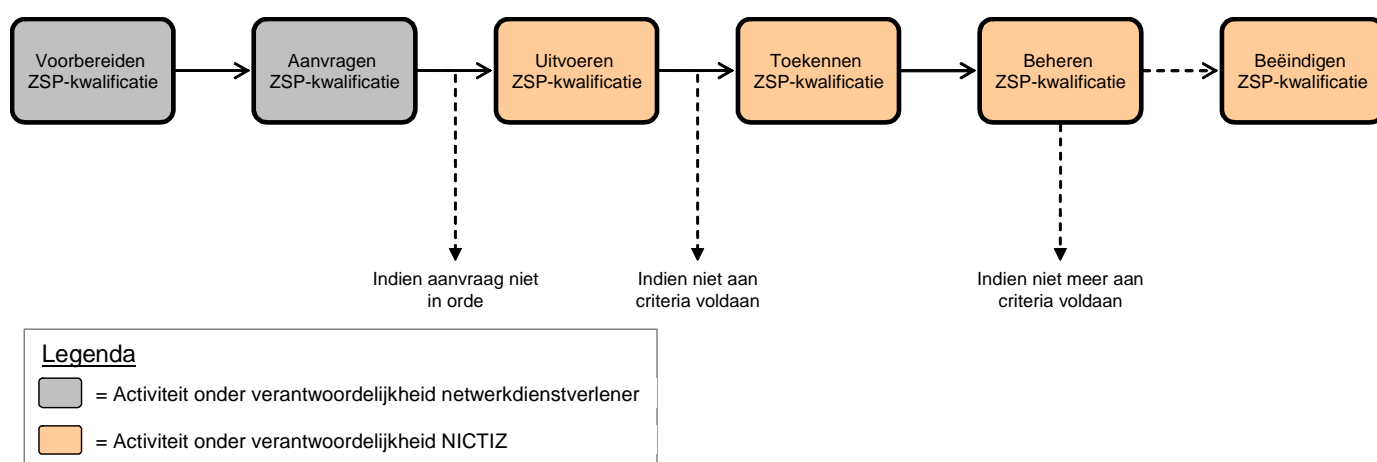 Voorbereiden
ZSP-kwalificatie
Aanvragen
ZSP-kwalificatie
Uitvoeren
ZSP-kwalificatie
Toekennen
ZSP-kwalificatie
Beheren
ZSP-kwalificatie
Beëindigen
ZSP-kwalificatie
Indien aanvraag niet
in orde
Indien niet aan
criteria voldaan
Indien niet meer aan
criteria voldaan
Legenda
= Activiteit onder verantwoordelijkheid netwerkdienstverlener
= Activiteit onder verantwoordelijkheid NICTIZ